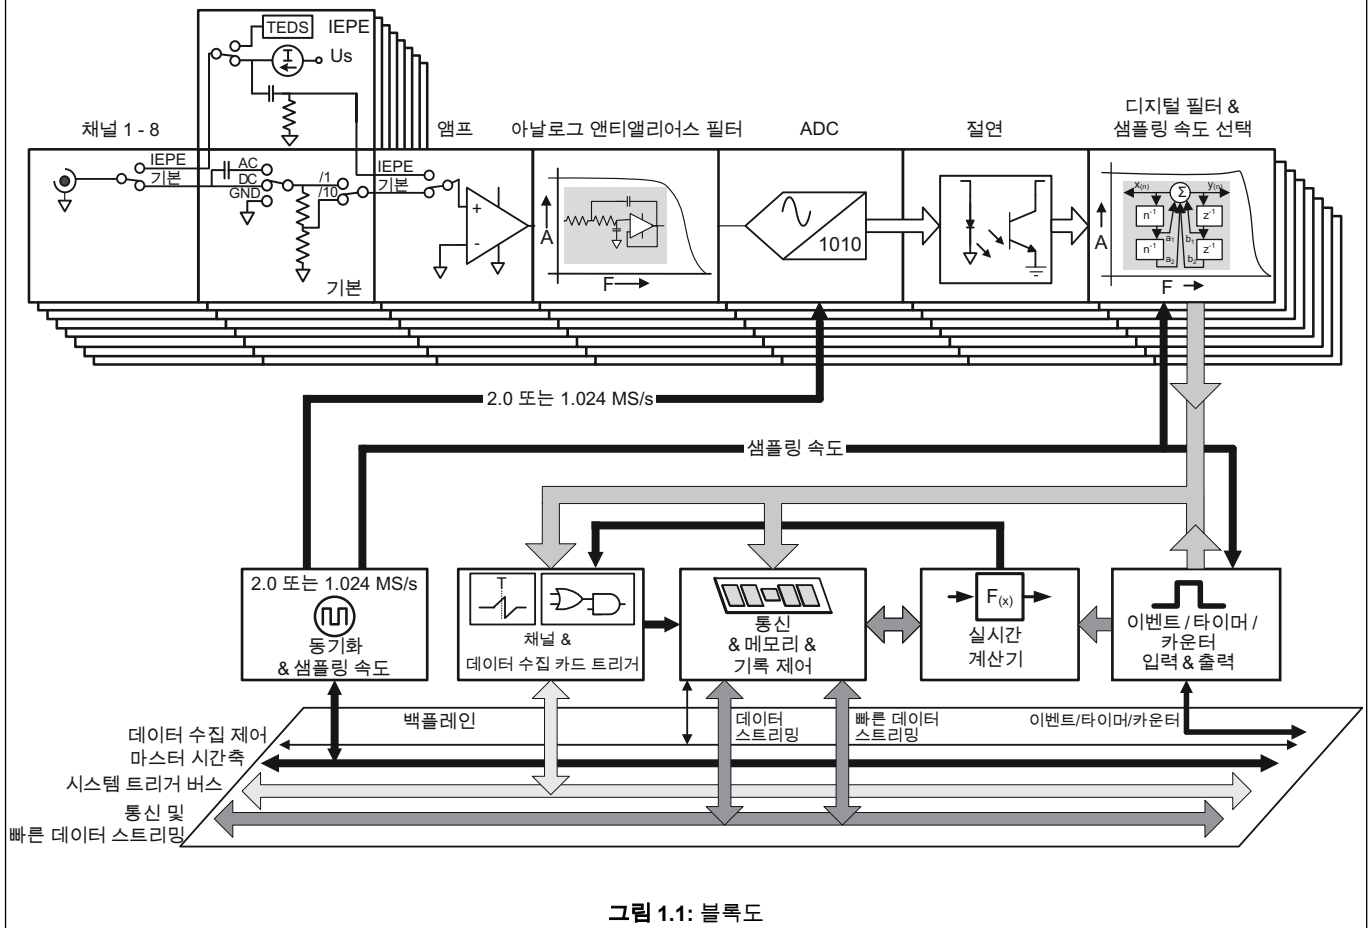 TEDS IEPE
Us
채널 1 - 8
앰프
아날로그 앤티앨리어스 필터
ADC
절연
디지털 필터 &
샘플링 속도 선택
IEPE
기본
AC
DC
GND
/1
/10
기본
IEPE
기본
+
-
A
F
1010
x(n)
Σ
y(n)
n-1
z-1
a1
b1
n-1
z-1
a2
b2
A
F
2.0 또는 1.024 MS/s
샘플링 속도
2.0 또는 1.024 MS/s
동기화
& 샘플링 속도
T
채널 &
데이터 수집 카드 트리거
통신
& 메모리 &
기록 제어
F(x)
실시간
계산기
이벤트 / 타이머 /
카운터
입력 & 출력
백플레인
데이터
스트리밍
빠른 데이터
스트리밍
이벤트/타이머/카운터
데이터 수집 제어
마스터 시간축
시스템 트리거 버스
통신 및
빠른 데이터 스트리밍
그림 1.1: 블록도